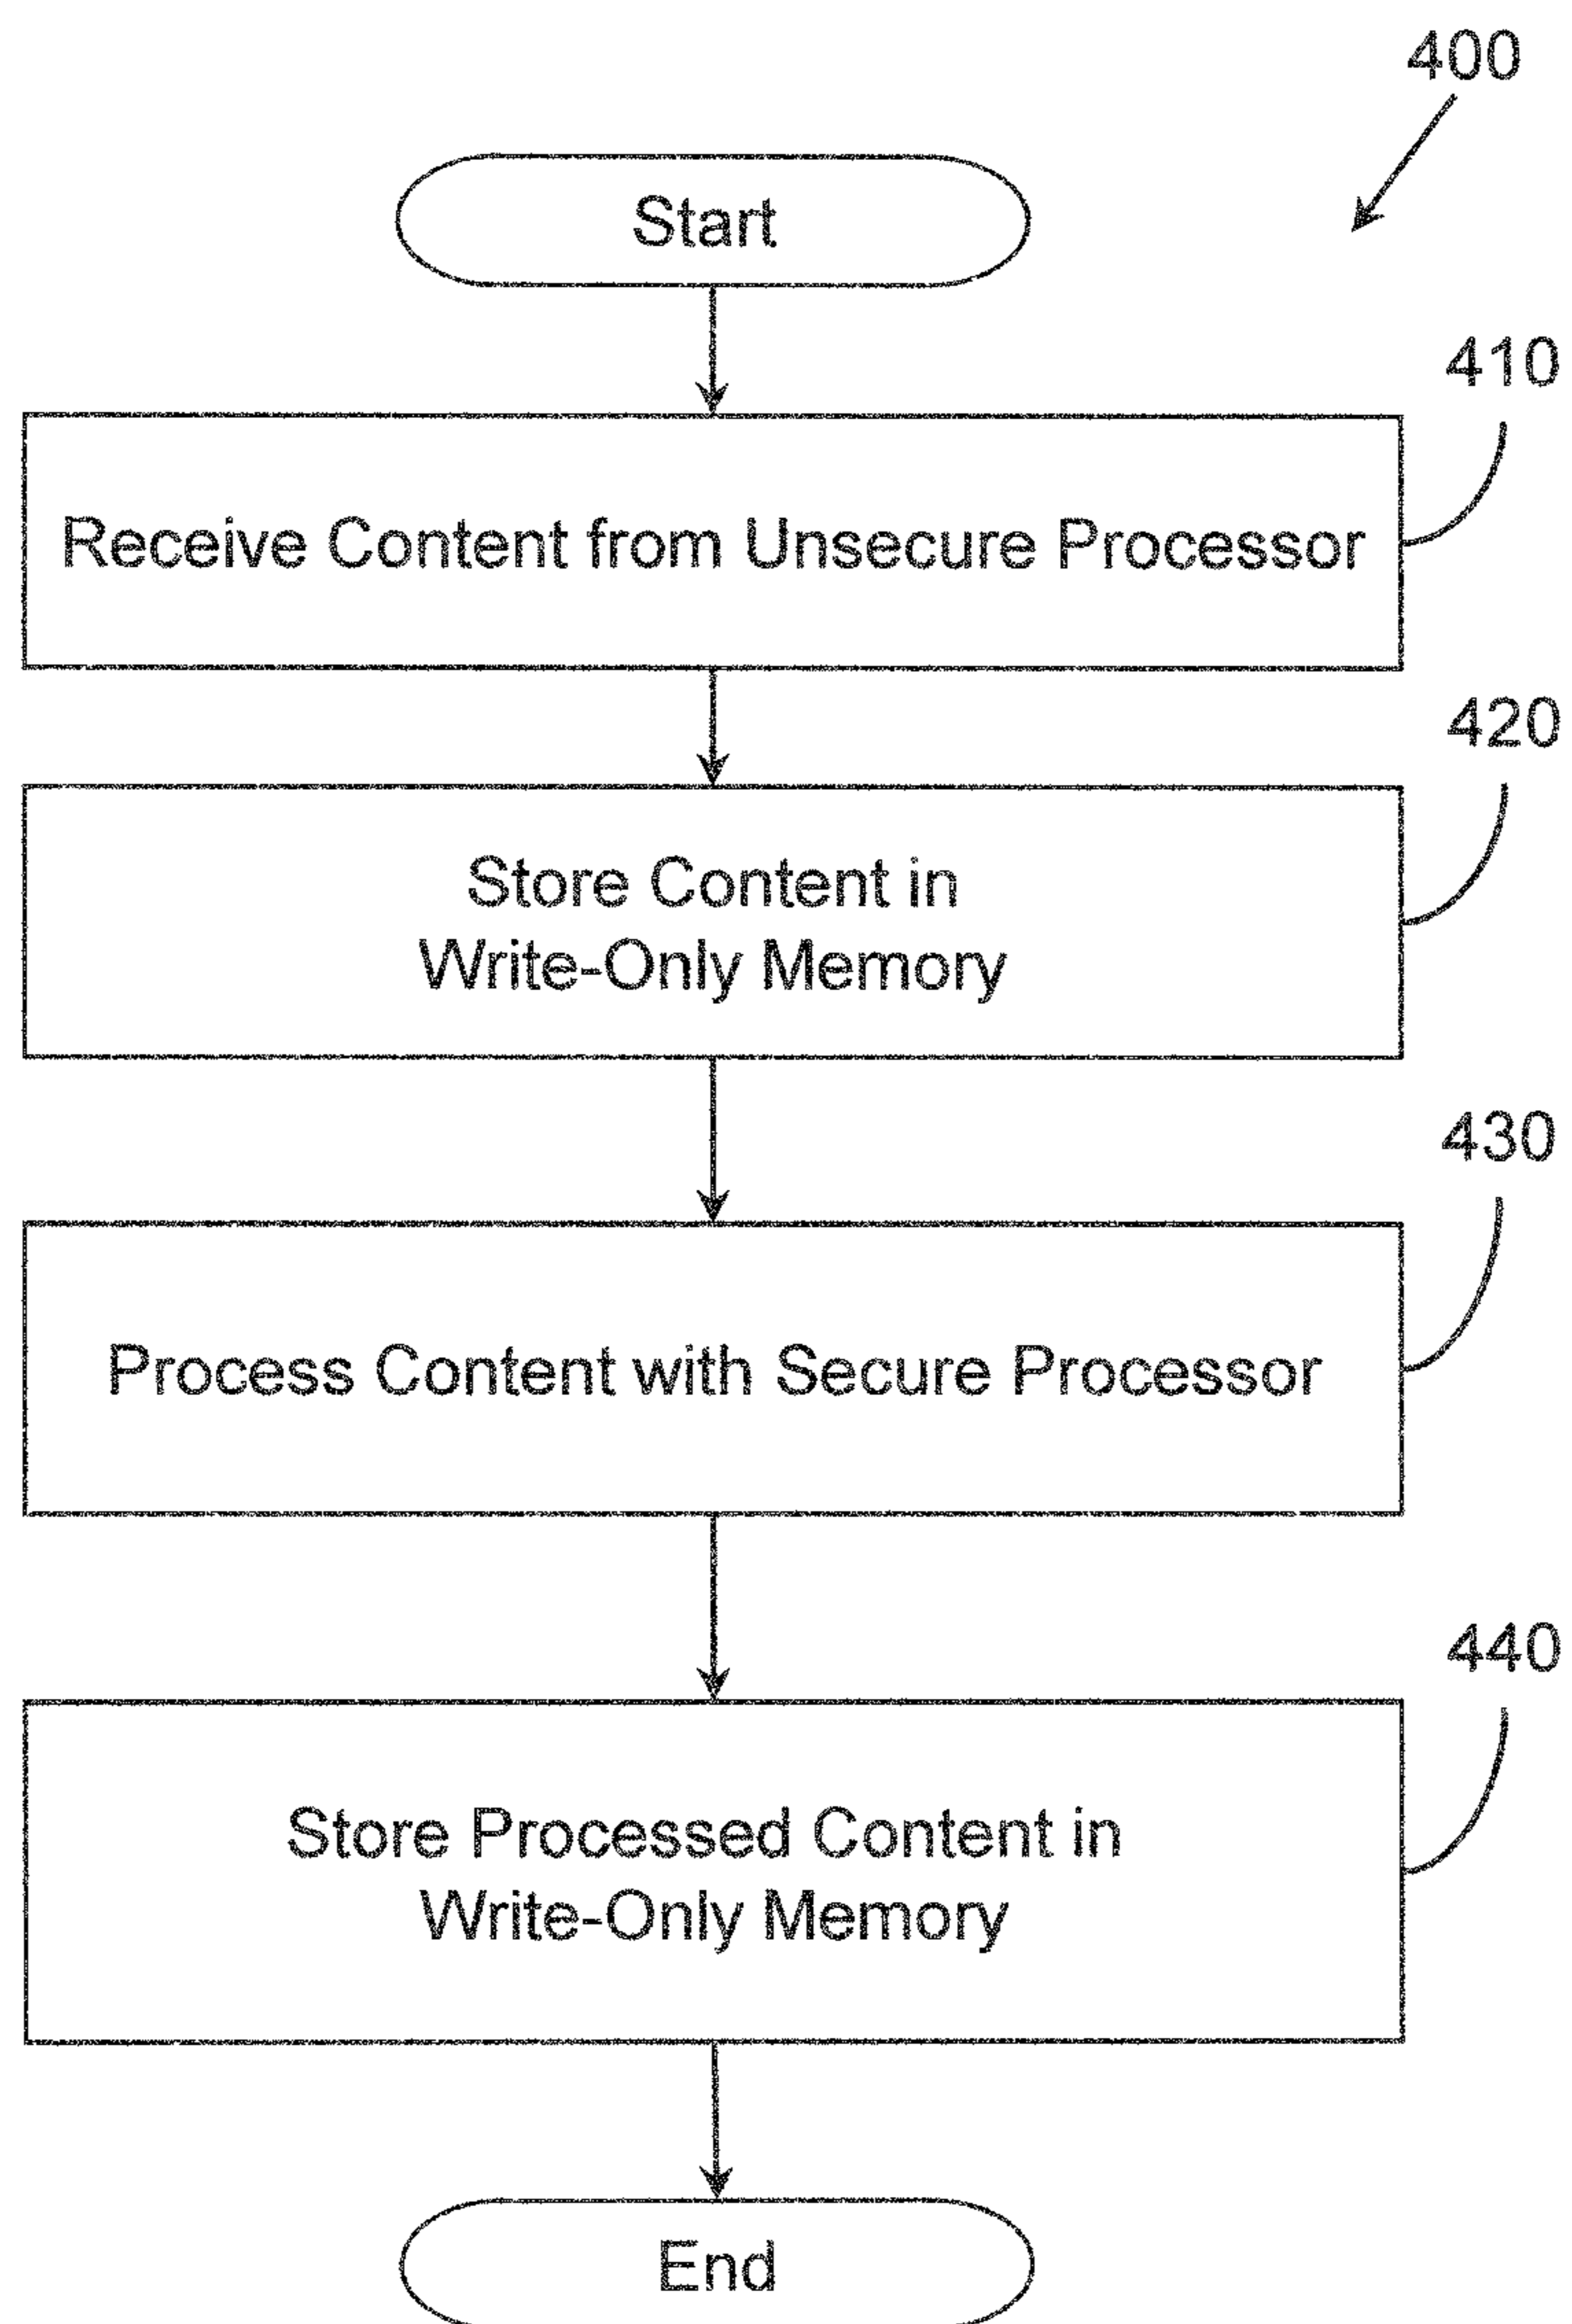 400
Start
410
Receive Content from Unsecure Processor
420
Store Content in
Write-Only Memory
430
Process Content with Secure Processor
440
Store Processed Content in
Write-Only Memory
End